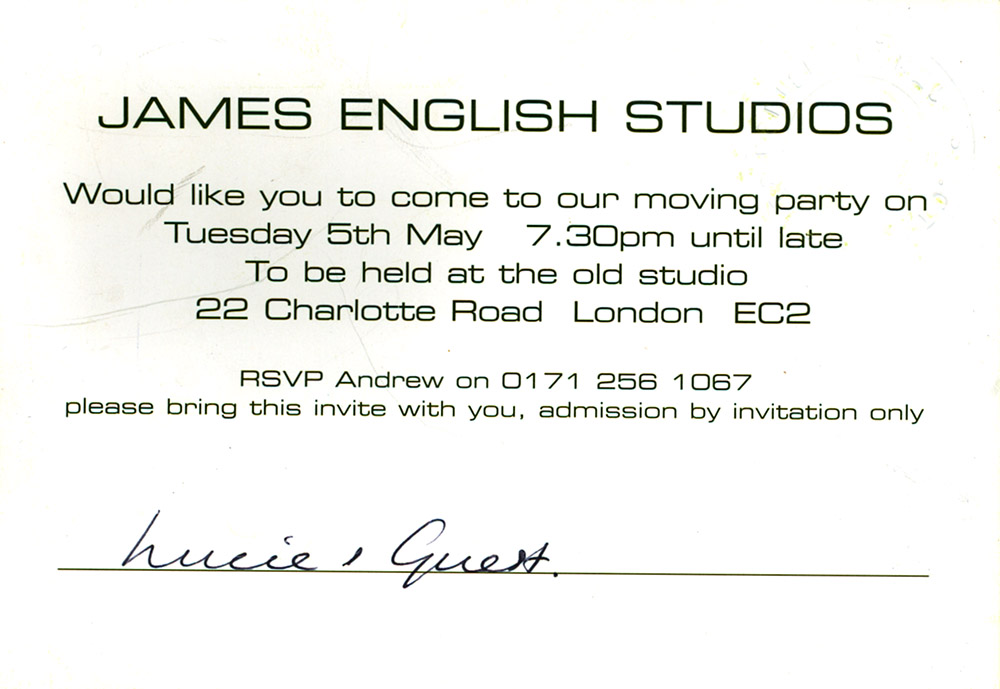 JAMES ENGLISH STUDIOS
Would like you to come to our moving party on
Tuesday 5th May 7.30pm until late
To be held at the old studio
22 Charlotte Road London EC2
RSVP Andrew on 0171 256 1067
please bring this invite with you, admission by invitation only
Lucie + Guest.